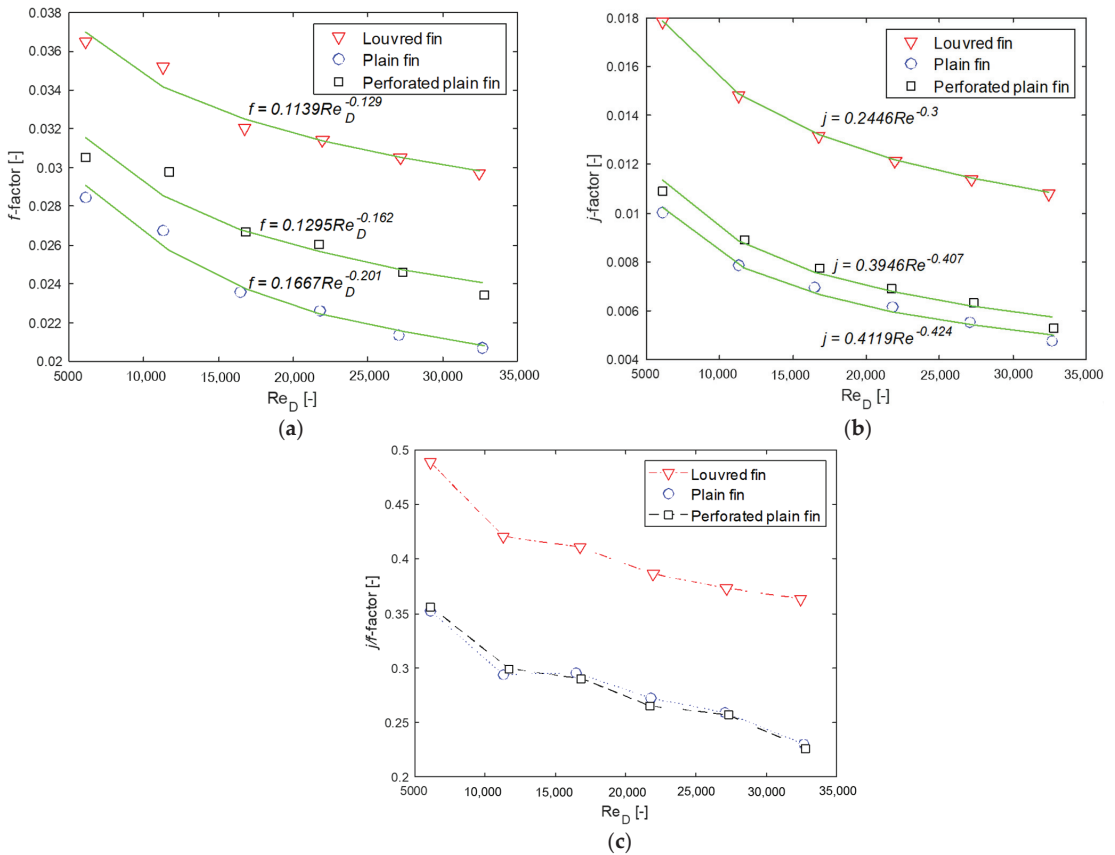 0.038
0.036
0.034
0.032
0.03
0.028
0.026
0.024
0.022
0.02
f-factor [-]
Louvred fin
Plain fin
Perforated plain fin
f = 0.1139Re_D^-0.129
f = 0.1295Re_D^-0.162
f = 0.1667Re_D^-0.201
5000 10,000 15,000 20,000 25,000 30,000 35,000
Re_D [-]
(a)
0.018
0.016
0.014
0.012
0.01
0.008
0.006
0.004
j-factor [-]
Louvred fin
Plain fin
Perforated plain fin
j = 0.2446Re^-0.3
j = 0.3946Re^-0.407
j = 0.4119Re^-0.424
5000 10,000 15,000 20,000 25,000 30,000 35,000
Re_D [-]
(b)
0.5
0.45
0.4
0.35
0.3
0.25
0.2
j/f-factor [-]
Louvred fin
Plain fin
Perforated plain fin
5000 10,000 15,000 20,000 25,000 30,000 35,000
Re_D [-]
(c)